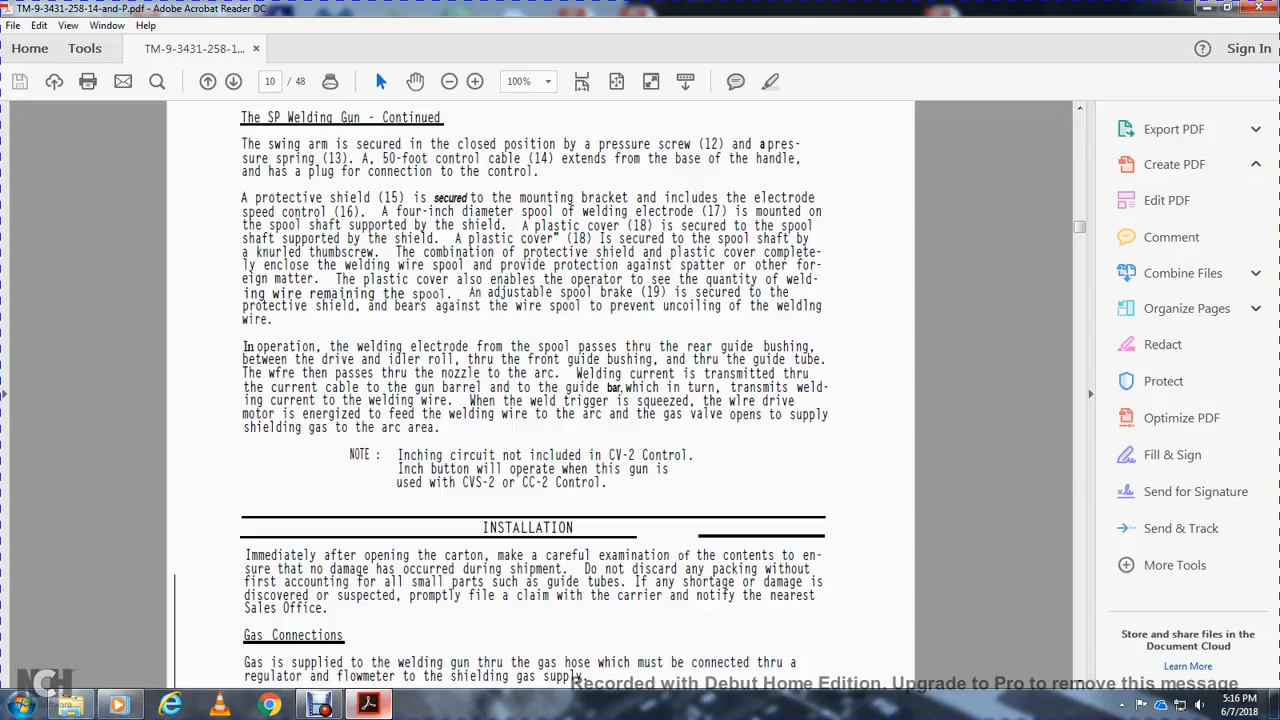 TM-9-3431-258-14-and-P.pdf - Adobe Acrobat Reader DC
File Edit View Window Help
Home Tools TM-9-3431-258-1... × Sign In
10 / 48 100%
The SP Welding Gun - Continued
The swing arm is secured in the closed position by a pressure screw (12) and a pres-
sure spring (13). A, 50-foot control cable (14) extends from the base of the handle,
and has a plug for connection to the control.
A protective shield (15) is secured to the mounting bracket and includes the electrode
speed control (16). A four-inch diameter spool of welding electrode (17) is mounted on
the spool shaft supported by the shield. A plastic cover (18) is secured to the spool
shaft supported by the shield. A plastic cover" (18) Is secured to the spool shaft by
a knurled thumbscrew. The combination of protective shield and plastic cover complete-
ly enclose the welding wire spool and provide protection against spatter or other for-
eign matter. The plastic cover also enables the operator to see the quantity of weld-
ing wire remaining the spool. An adjustable spool brake (19) is secured to the
protective shield, and bears against the wire spool to prevent uncoiling of the weldlng
wire.
In operation, the welding electrode from the spool passes thru the rear guide bushing,
between the drive and idler roll, thru the front guide bushing, and thru the guide tube.
The wfre then passes thru the nozzle to the arc. Welding current is transmitted thru
the current cable to the gun barrel and to the guide bar, which in turn, transmits weld-
ing current to the welding wire. When the weld trigger is squeezed, the wlre drive
motor is energized to feed the welding wire to the arc and the gas valve opens to supply
shielding gas to the arc area.
NOTE : Inching circuit not included in CV-2 Control.
Inch button will operate when this gun is
used with CVS-2 or CC-2 Control.
INSTALLATION
Immediately after opening the carton, make a careful examination of the contents to en-
sure that no damage has occurred during shipment. Do not discard any packing without
first accounting for all small parts such as guide tubes. If any shortage or damage is
discovered or suspected, promptly file a claim with the carrier and notify the nearest
Sales Office.
Gas Connections
Gas is supplied to the welding gun thru the gas hose which must be connected thru a
regulator and flowmeter to the shielding gas supply.
Export PDF
Create PDF
Edit PDF
Comment
Combine Files
Organize Pages
Redact
Protect
Optimize PDF
Fill & Sign
Send for Signature
Send & Track
More Tools
Store and share files in the
Document Cloud
Learn More
NCH
Software
Recorded with Debut Home Edition. Upgrade to Pro to remove this message
5:16 PM
6/7/2018